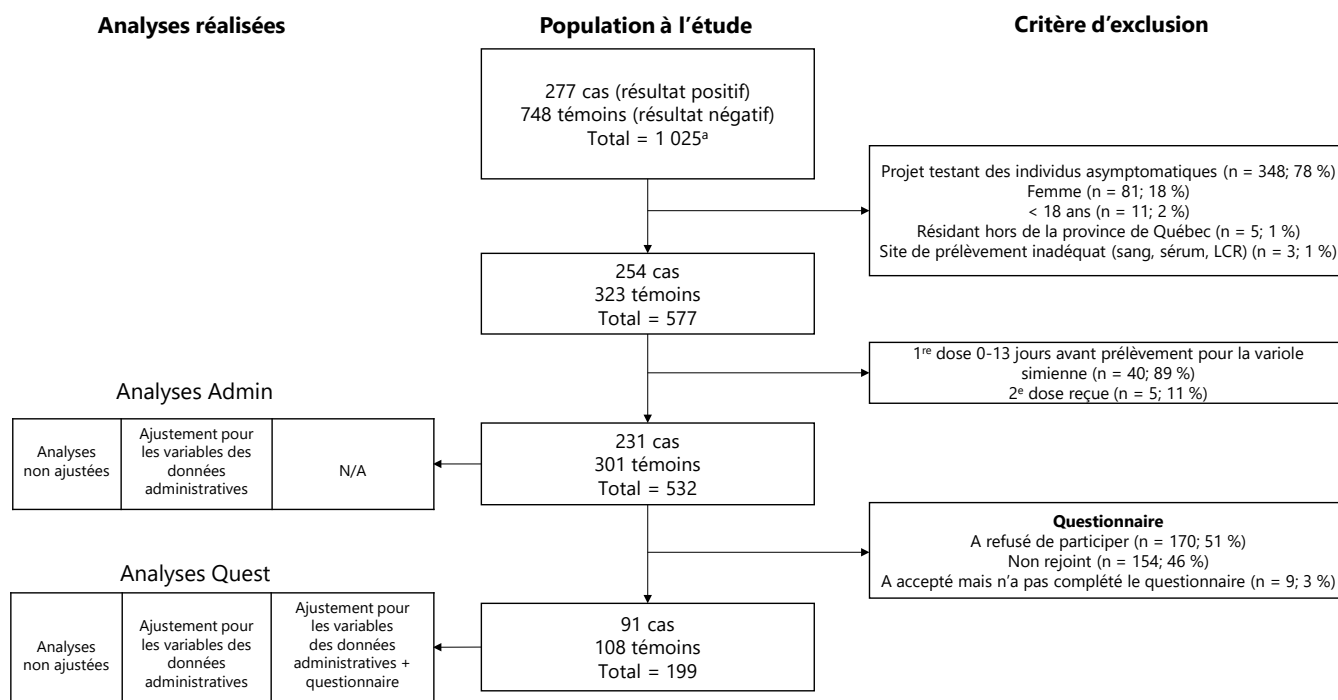 Analyses réalisées
Population à l'étude
Critère d'exclusion
277 cas (résultat positif)
748 témoins (résultat négatif)
Total = 1 025ᵃ
Projet testant des individus asymptomatiques (n = 348; 78 %)
Femme (n = 81; 18 %)
< 18 ans (n = 11; 2 %)
Résidant hors de la province de Québec (n = 5; 1 %)
Site de prélèvement inadéquat (sang, sérum, LCR) (n = 3; 1 %)
254 cas
323 témoins
Total = 577
1ʳᵉ dose 0-13 jours avant prélèvement pour la variole
simienne (n = 40; 89 %)
2ᵉ dose reçue (n = 5; 11 %)
Analyses Admin
Analyses
non ajustées
Ajustement pour
les variables des
données
administratives
N/A
231 cas
301 témoins
Total = 532
Questionnaire
A refusé de participer (n = 170; 51 %)
Non rejoint (n = 154; 46 %)
A accepté mais n'a pas complété le questionnaire (n = 9; 3 %)
Analyses Quest
Analyses
non ajustées
Ajustement pour
les variables des
données
administratives
Ajustement pour
les variables
des données
administratives +
questionnaire
91 cas
108 témoins
Total = 199